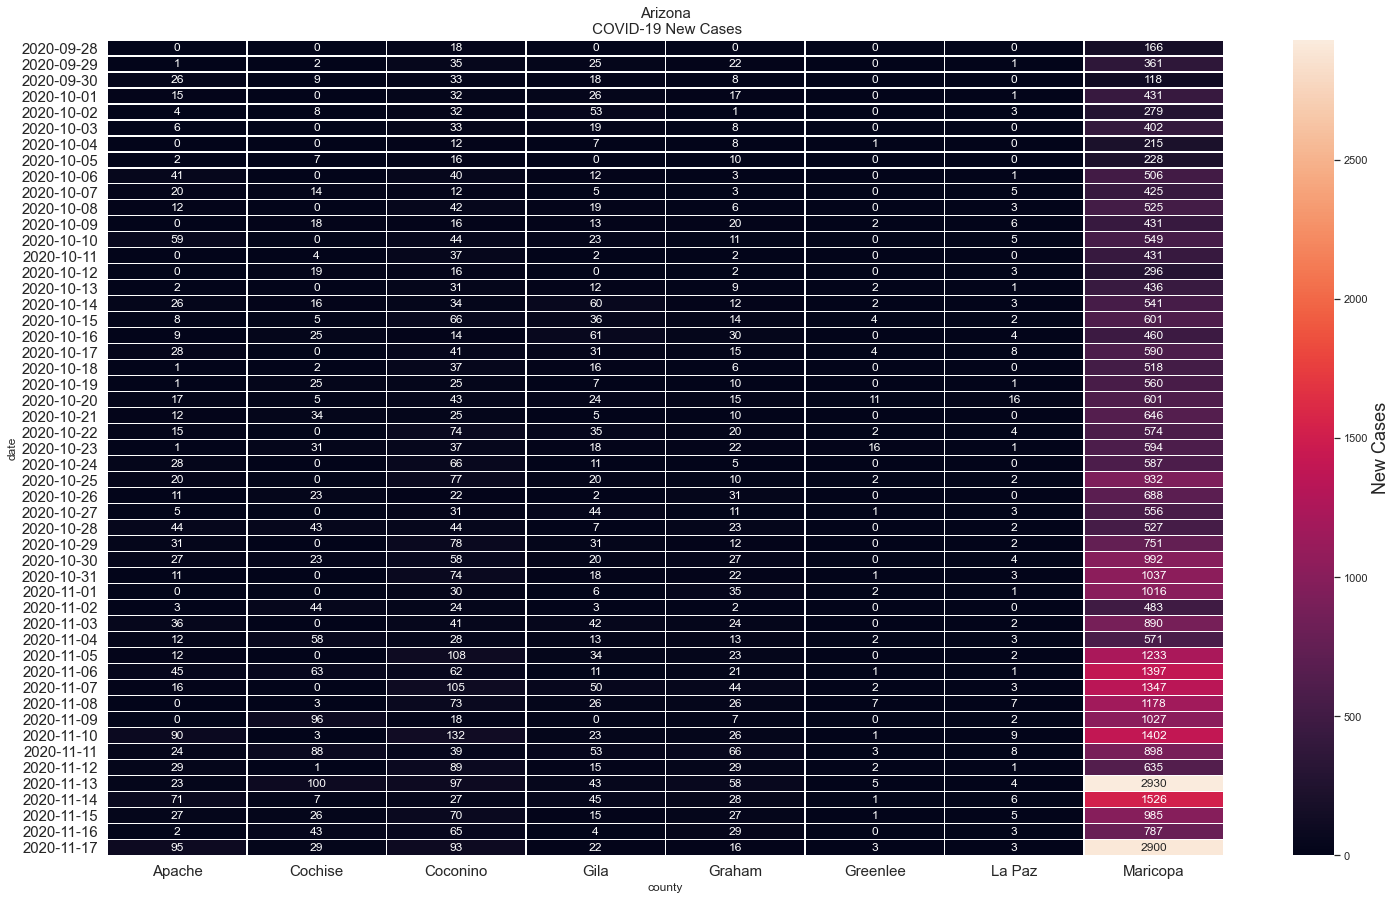 Arizona
COVID-19 New Cases
2020-09-28 0 0 18 0 0 0 0 166
2020-09-29 1 2 35 25 22 0 1 361
2020-09-30 26 9 33 18 8 0 0 118
2020-10-01 15 0 32 26 17 0 1 431
2020-10-02 4 8 32 53 1 0 3 279
2020-10-03 6 0 33 19 8 0 0 402
2020-10-04 0 0 12 7 8 1 0 215
2020-10-05 2 7 16 0 10 0 0 228
2020-10-06 41 0 40 12 3 0 1 506
2020-10-07 20 14 12 5 3 0 5 425
2020-10-08 12 0 42 19 6 0 3 525
2020-10-09 0 18 16 13 20 2 6 431
2020-10-10 59 0 44 23 11 0 5 549
2020-10-11 0 4 37 2 2 0 0 431
2020-10-12 0 19 16 0 2 0 3 296
2020-10-13 2 0 31 12 9 2 1 436
2020-10-14 26 16 34 60 12 2 3 541
2020-10-15 8 5 66 36 14 4 2 601
2020-10-16 9 25 14 61 30 0 4 460
2020-10-17 28 0 41 31 15 4 8 590
2020-10-18 1 2 37 16 6 0 0 518
2020-10-19 1 25 25 7 10 0 1 560
2020-10-20 17 5 43 24 15 11 16 601
2020-10-21 12 34 25 5 10 0 0 646
2020-10-22 15 0 74 35 20 2 4 574
2020-10-23 1 31 37 18 22 16 1 594
2020-10-24 28 0 66 11 5 0 0 587
2020-10-25 20 0 77 20 10 2 2 932
2020-10-26 11 23 22 2 31 0 0 688
2020-10-27 5 0 31 44 11 1 3 556
2020-10-28 44 43 44 7 23 0 2 527
2020-10-29 31 0 78 31 12 0 2 751
2020-10-30 27 23 58 20 27 0 4 992
2020-10-31 11 0 74 18 22 1 3 1037
2020-11-01 0 0 30 6 35 2 1 1016
2020-11-02 3 44 24 3 2 0 0 483
2020-11-03 36 0 41 42 24 0 2 890
2020-11-04 12 58 28 13 13 2 3 571
2020-11-05 12 0 108 34 23 0 2 1233
2020-11-06 45 63 62 11 21 1 1 1397
2020-11-07 16 0 105 50 44 2 3 1347
2020-11-08 0 3 73 26 26 7 7 1178
2020-11-09 0 96 18 0 7 0 2 1027
2020-11-10 90 3 132 23 26 1 9 1402
2020-11-11 24 88 39 53 66 3 8 898
2020-11-12 29 1 89 15 29 2 1 635
2020-11-13 23 100 97 43 58 5 4 2930
2020-11-14 71 7 27 45 28 1 6 1526
2020-11-15 27 26 70 15 27 1 5 985
2020-11-16 2 43 65 4 29 0 3 787
2020-11-17 95 29 93 22 16 3 3 2900
Apache Cochise Coconino Gila Graham Greenlee La Paz Maricopa
county
date
2500
2000
1500
1000
500
0
New Cases